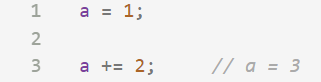 1 a = 1;
2
3 a += 2; // a = 3